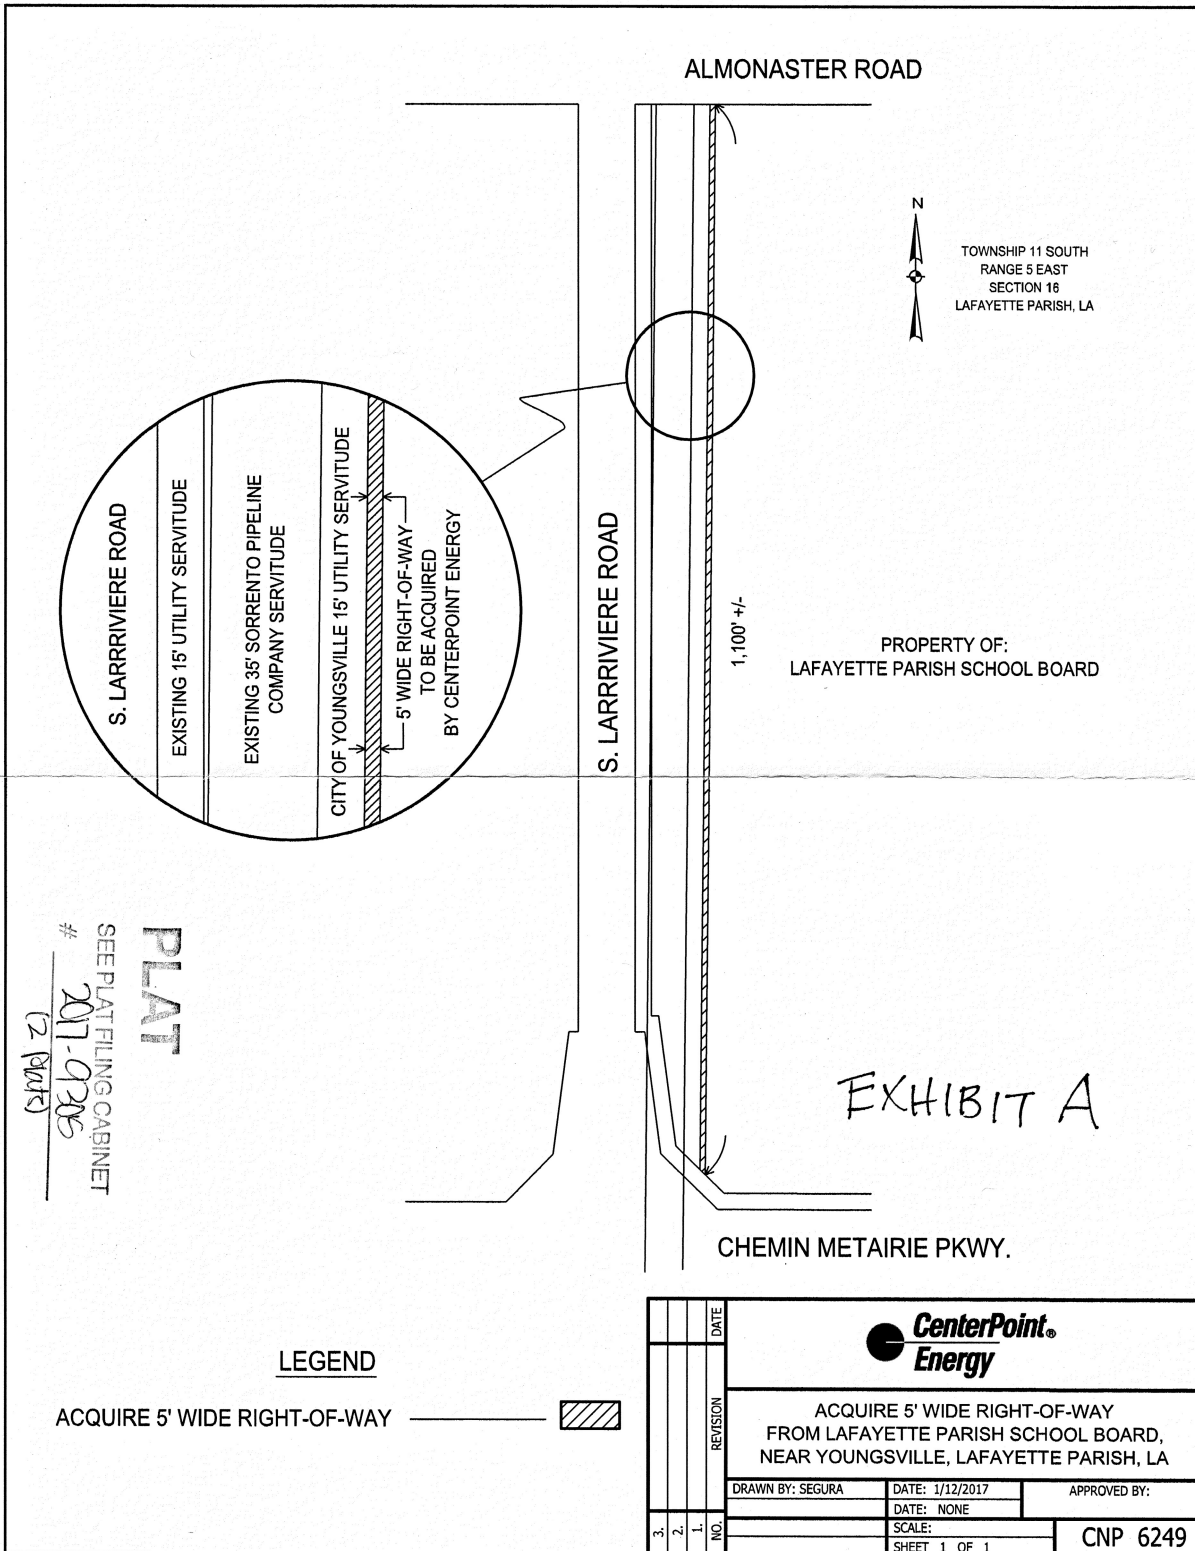 ALMONASTER ROAD
N
TOWNSHIP 11 SOUTH
RANGE 5 EAST
SECTION 16
LAFAYETTE PARISH, LA
S. LARRRIVIERE ROAD
EXISTING 15' UTILITY SERVITUDE
EXISTING 35' SORRENTO PIPELINE
COMPANY SERVITUDE
CITY OF YOUNGSVILLE 15' UTILITY SERVITUDE
5' WIDE RIGHT-OF-WAY
TO BE ACQUIRED
BY CENTERPOINT ENERGY
S. LARRRIVIERE ROAD
1,100' +/-
PROPERTY OF:
LAFAYETTE PARISH SCHOOL BOARD
PLAT
SEE PLAT FILING CABINET
# 2017-9306
(2 plats)
EXHIBIT A
CHEMIN METAIRIE PKWY.
LEGEND
ACQUIRE 5' WIDE RIGHT-OF-WAY
DATE
REVISION
NO.
1.
2.
3.
CenterPoint®
Energy
ACQUIRE 5' WIDE RIGHT-OF-WAY
FROM LAFAYETTE PARISH SCHOOL BOARD,
NEAR YOUNGSVILLE, LAFAYETTE PARISH, LA
DRAWN BY: SEGURA
DATE: 1/12/2017
APPROVED BY:
DATE: NONE
SCALE:
SHEET 1 OF 1
CNP 6249